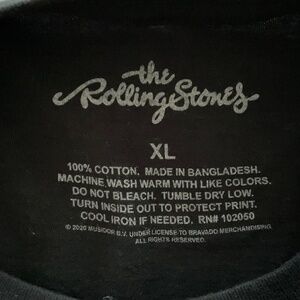 the
Rolling Stones
XL
100% COTTON. MADE IN BANGLADESH.
MACHINE WASH WARM WITH LIKE COLORS.
DO NOT BLEACH. TUMBLE DRY LOW.
TURN INSIDE OUT TO PROTECT PRINT.
COOL IRON IF NEEDED. RN# 102050
© 2020 MUSIDOR B.V. UNDER LICENSE TO BRAVADO MERCHANDISING.
ALL RIGHTS RESERVED.